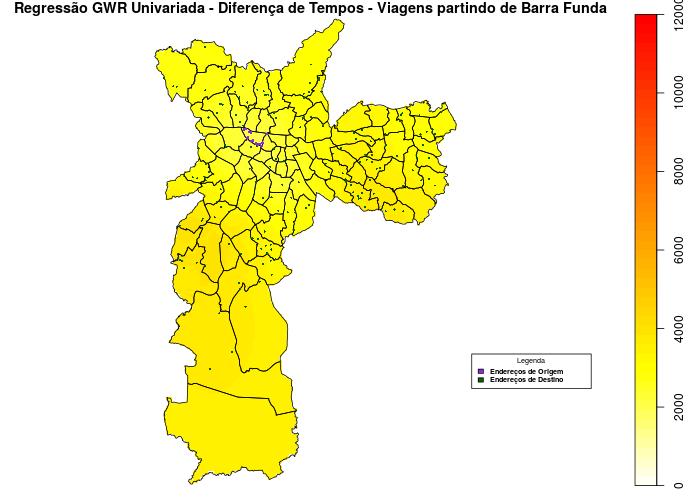 Regressão GWR Univariada - Diferença de Tempos - Viagens partindo de Barra Funda
12000
10000
8000
6000
4000
2000
0
Legenda
Endereços de Origem
Endereços de Destino